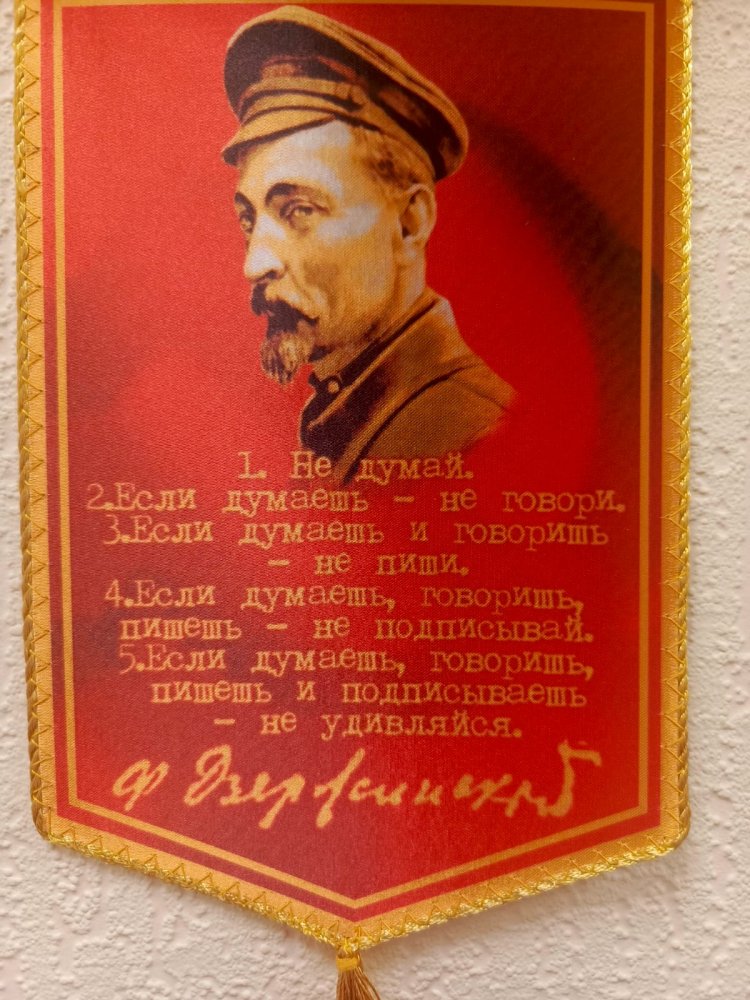 1. Не думай.
2.Если думаешь - не говори.
3.Если думаешь и говоришь
- не пиши.
4.Если думаешь, говоришь,
пишешь - не подписывай.
5.Если думаешь, говоришь,
пишешь и подписываешь
- не удивляйся.
Ф Дзержинский